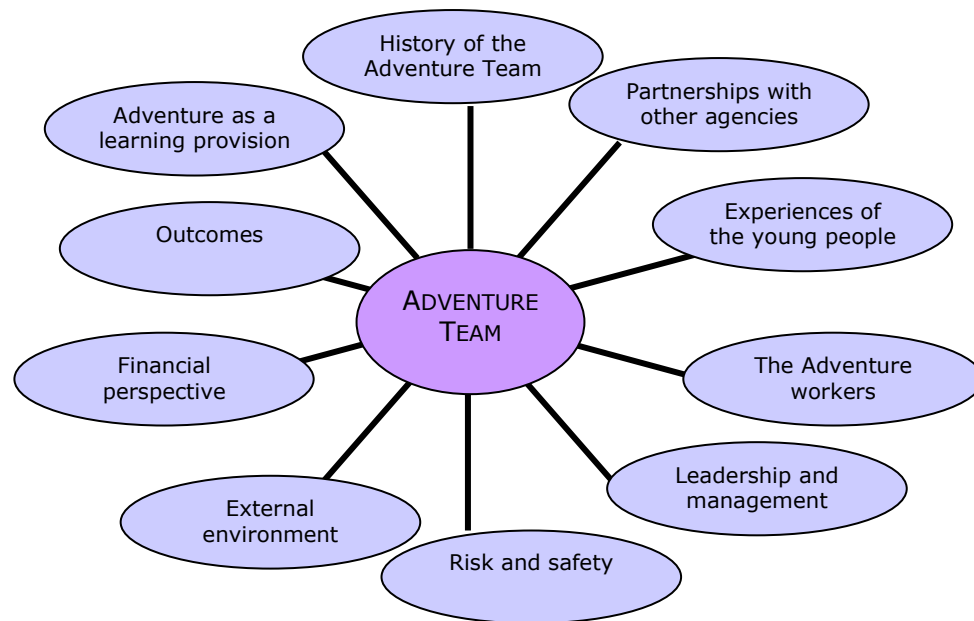 History of the
Adventure Team
Partnerships with
other agencies
Adventure as a
learning provision
Experiences of
the young people
Outcomes
ADVENTURE
TEAM
Financial
perspective
The Adventure
workers
Leadership and
management
External
environment
Risk and safety